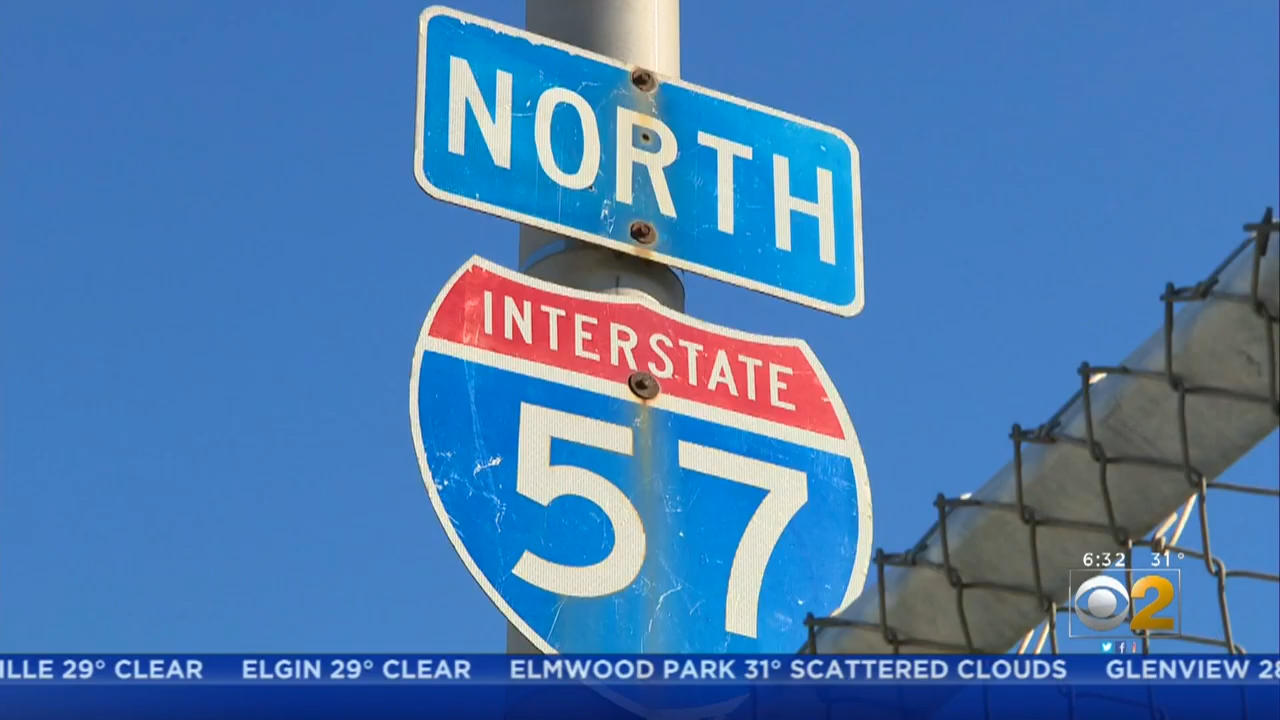 NORTH
INTERSTATE
57
6:32 31°
2
ILLE 29° CLEAR ELGIN 29° CLEAR ELMWOOD PARK 31° SCATTERED CLOUDS GLENVIEW 28